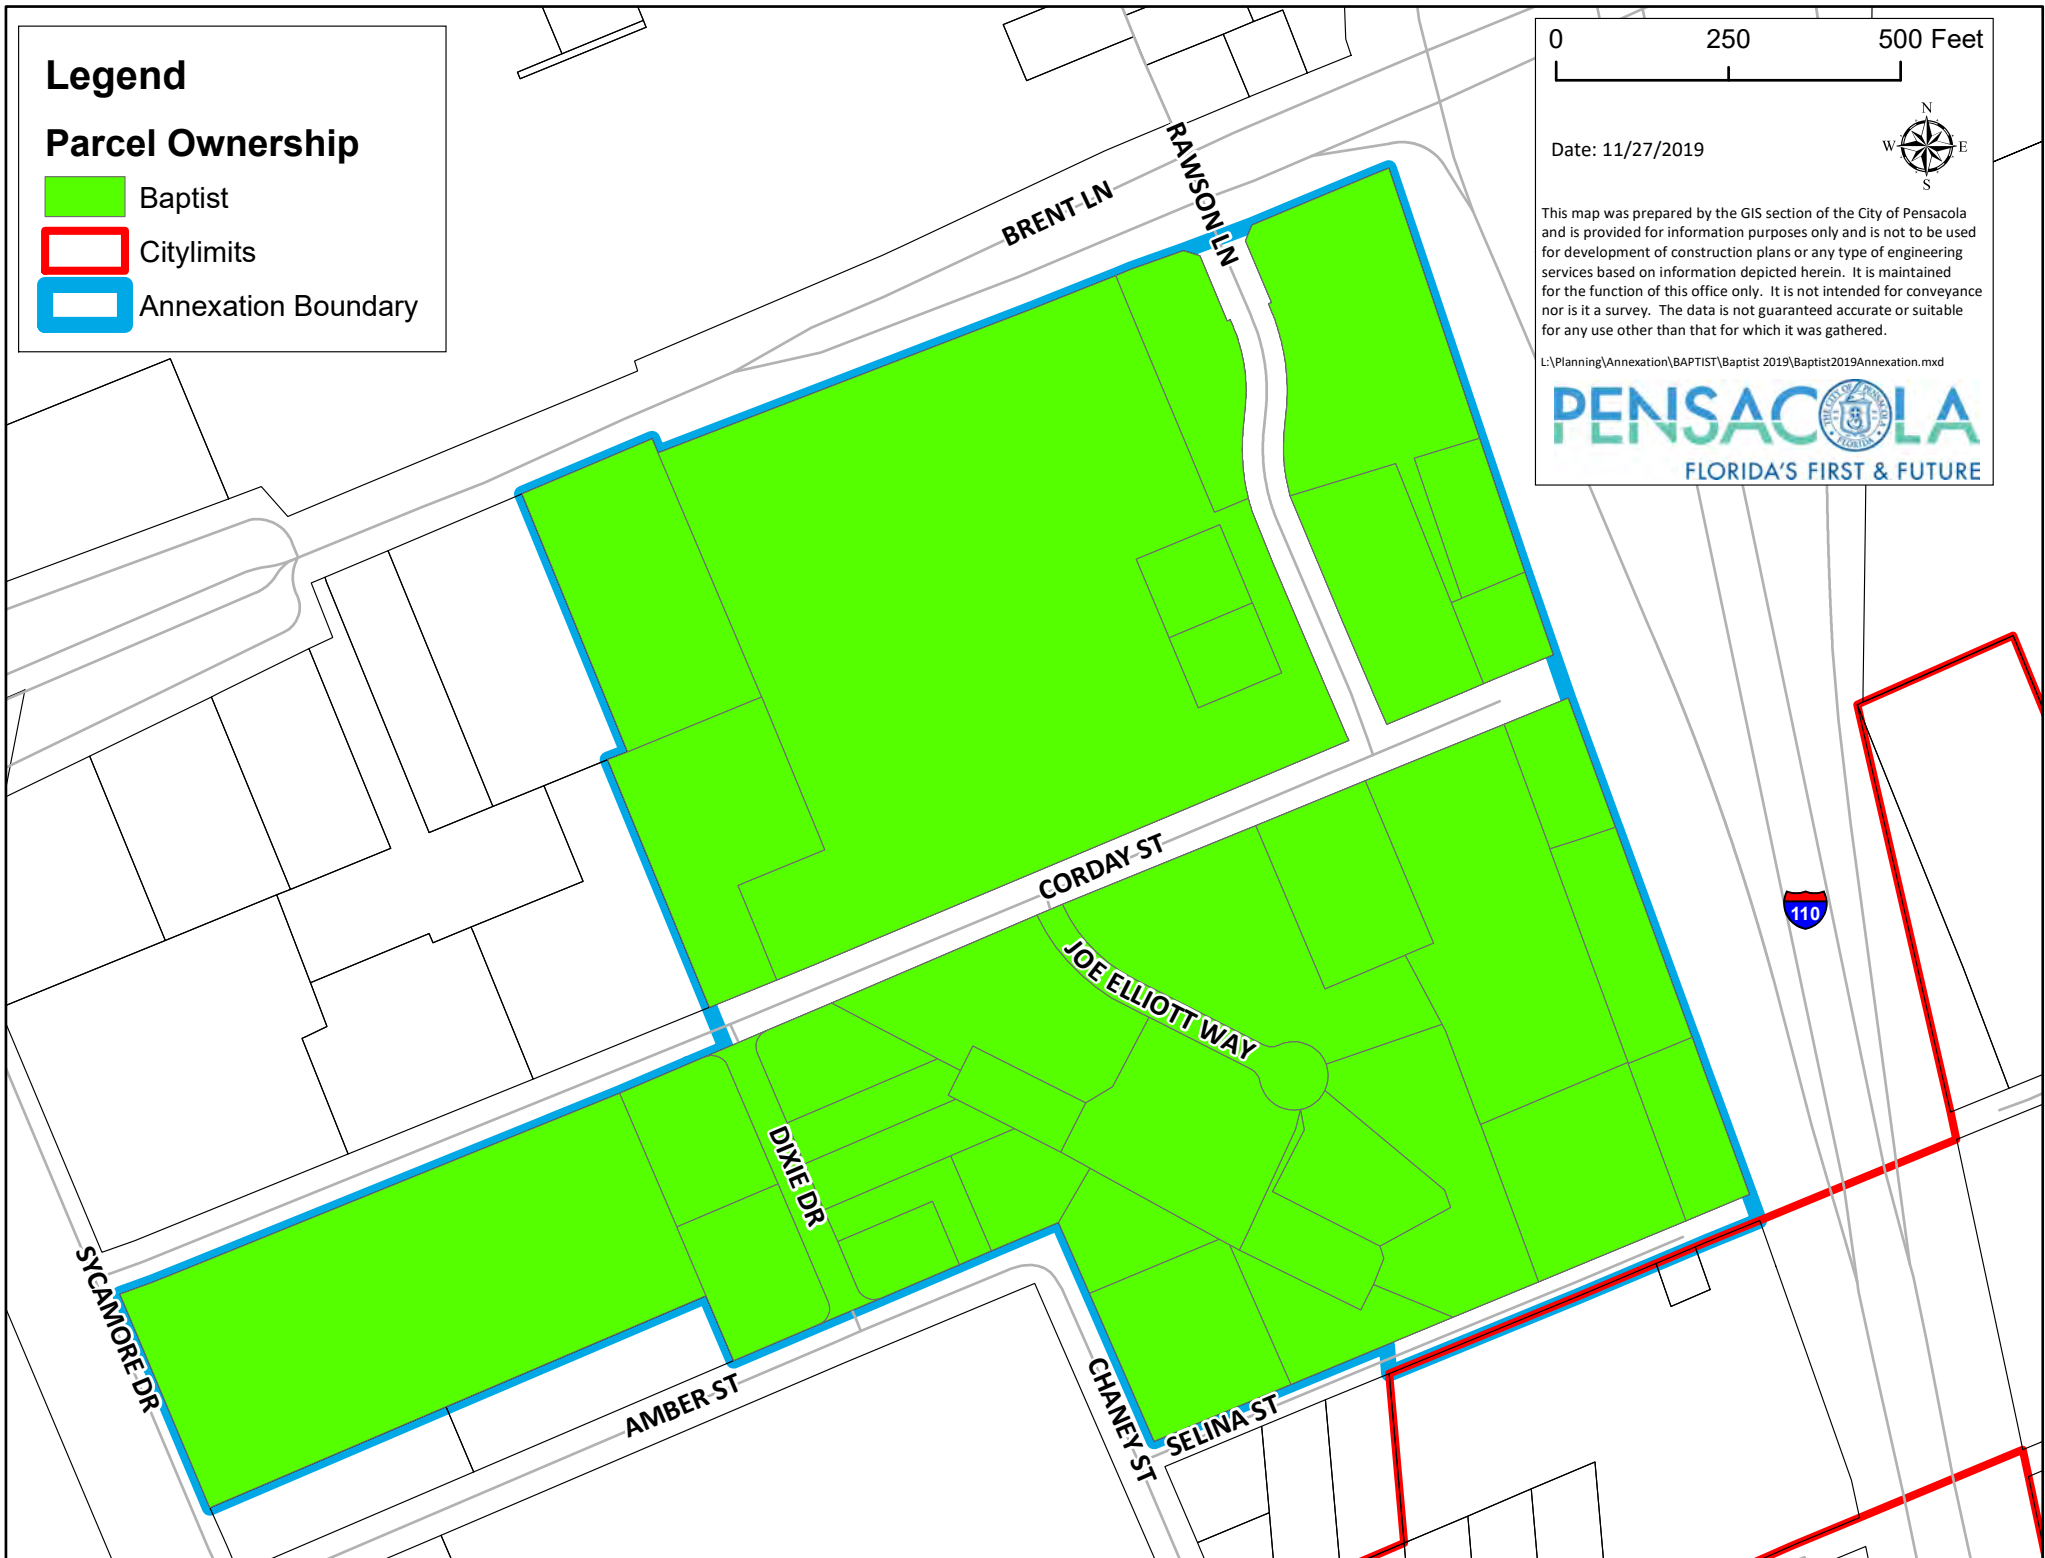 Legend
Parcel Ownership
Baptist
Citylimits
Annexation Boundary
0 250 500 Feet
N
W E
S
Date: 11/27/2019
This map was prepared by the GIS section of the City of Pensacola
and is provided for information purposes only and is not to be used
for development of construction plans or any type of engineering
services based on information depicted herein. It is maintained
for the function of this office only. It is not intended for conveyance
nor is it a survey. The data is not guaranteed accurate or suitable
for any use other than that for which it was gathered.
L:\Planning\Annexation\BAPTIST\Baptist 2019\Baptist2019Annexation.mxd
PENSACOLA
FLORIDA'S FIRST & FUTURE
BRENT LN
RAWSON LN
CORDAY ST
110
JOE ELLIOTT WAY
DIXIE DR
SYCAMORE DR
AMBER ST
CHANEY ST
SELINA ST